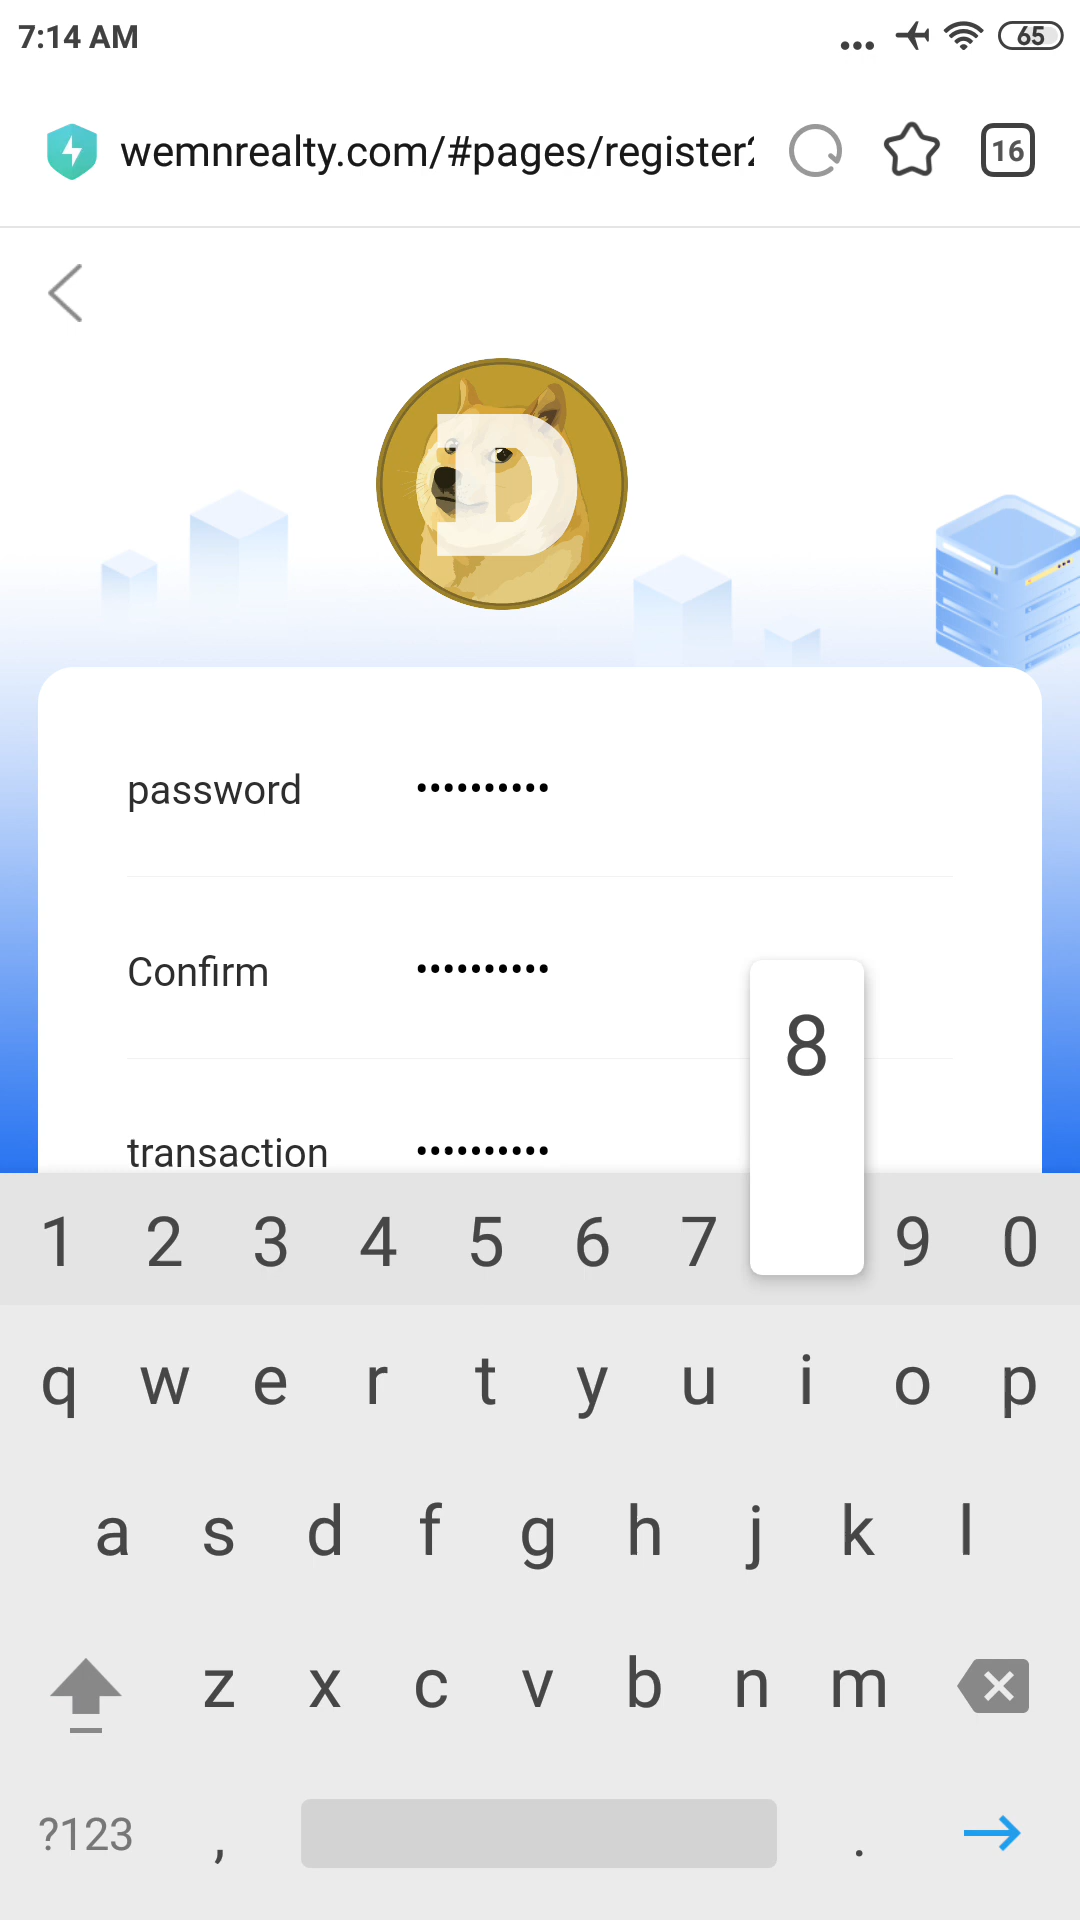 7:14 AM
65
wemnrealty.com/#pages/register
16
D
password ••••••••••
Confirm ••••••••••
8
transaction ••••••••••
1 2 3 4 5 6 7 9 0
q w e r t y u i o p
a s d f g h j k l
z x c v b n m
?123 , .